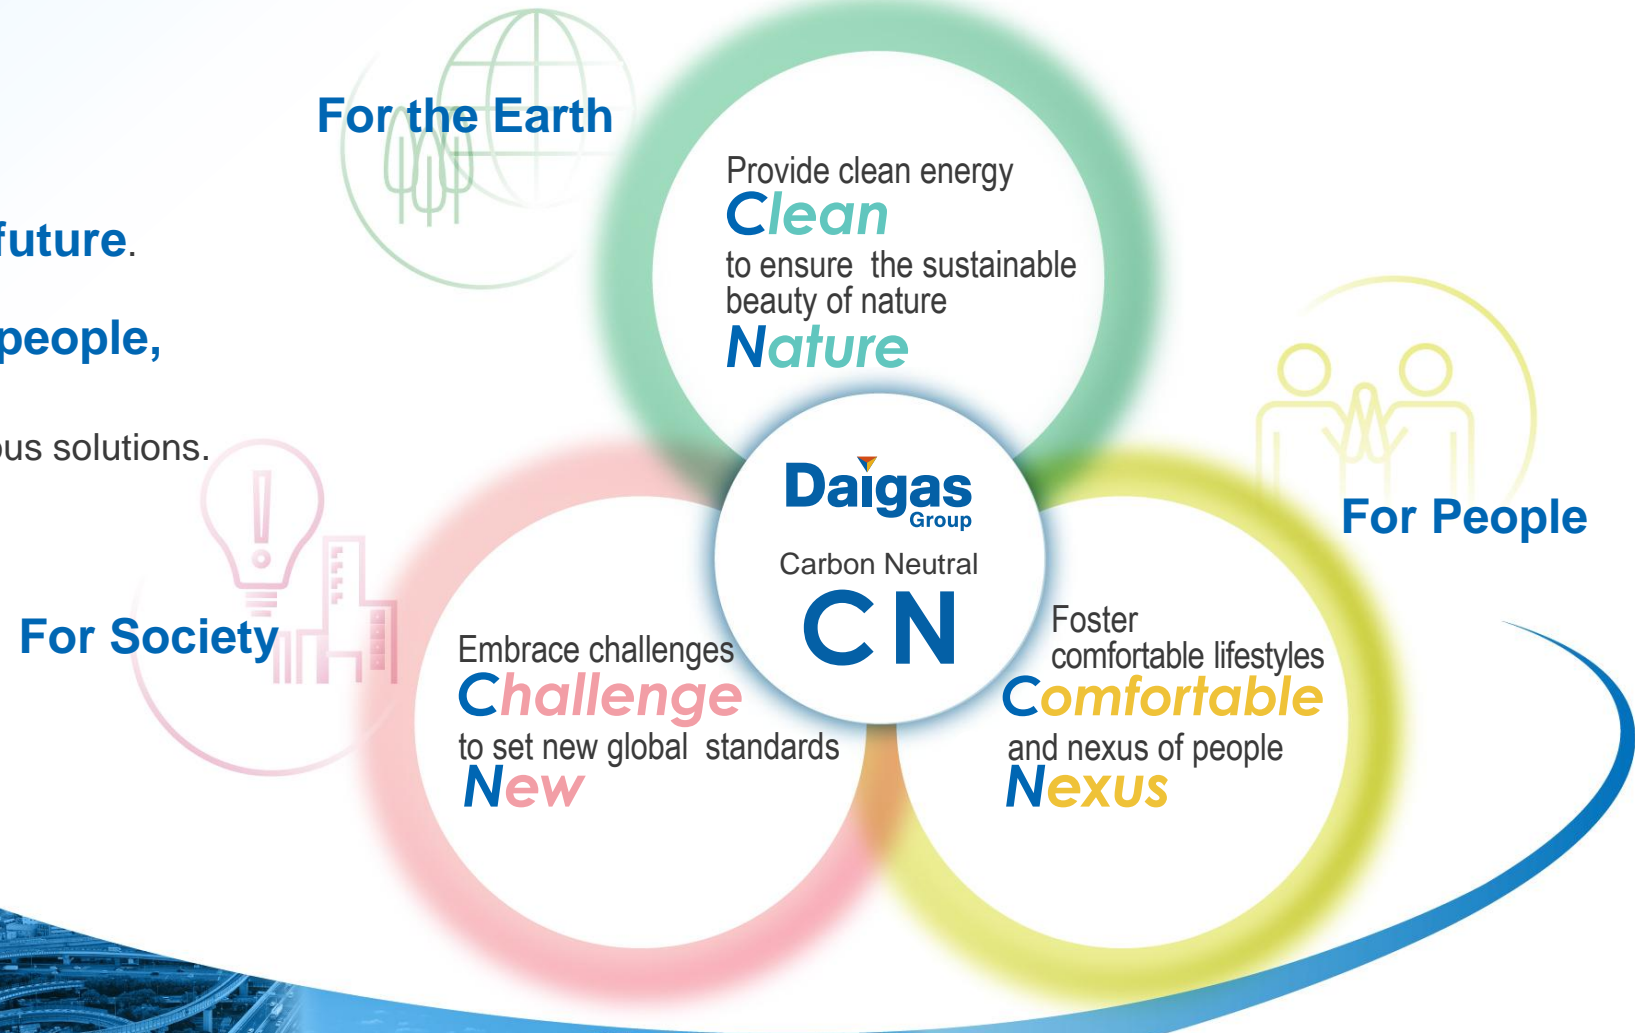 For the Earth
Provide clean energy
Clean
to ensure the sustainable
beauty of nature
Nature
future.
people,
solutions.
Daigas
Group
Carbon Neutral
CN
For People
For Society
Embrace challenges
Challenge
to set new global standards
New
Foster
comfortable lifestyles
Comfortable
and nexus of people
Nexus